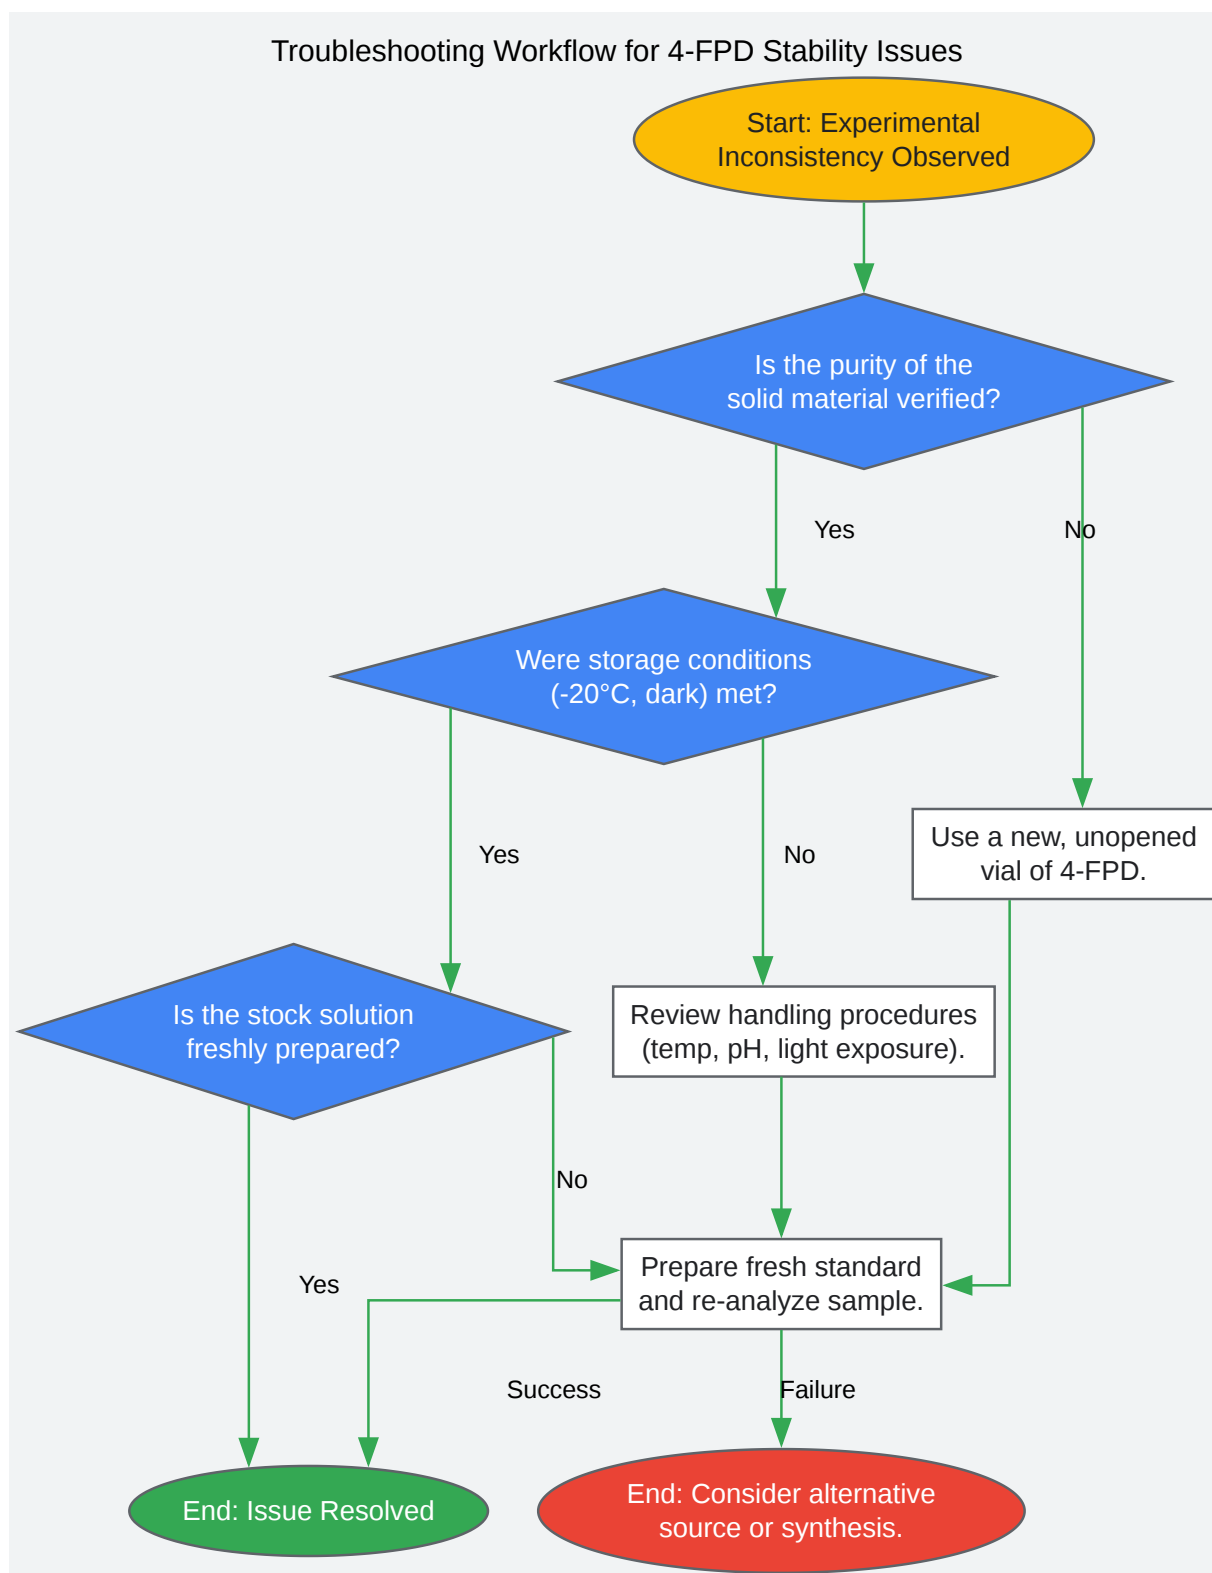 Troubleshooting Workflow for 4-FPD Stability Issues
Start: Experimental
Inconsistency Observed
Is the purity of the
solid material verified?
Yes
No
Were storage conditions
(-20°C, dark) met?
Use a new, unopened
vial of 4-FPD.
Yes
No
Is the stock solution
freshly prepared?
Review handling procedures
(temp, pH, light exposure).
No
Prepare fresh standard
and re-analyze sample.
Yes
Success
Failure
End: Issue Resolved
End: Consider alternative
source or synthesis.